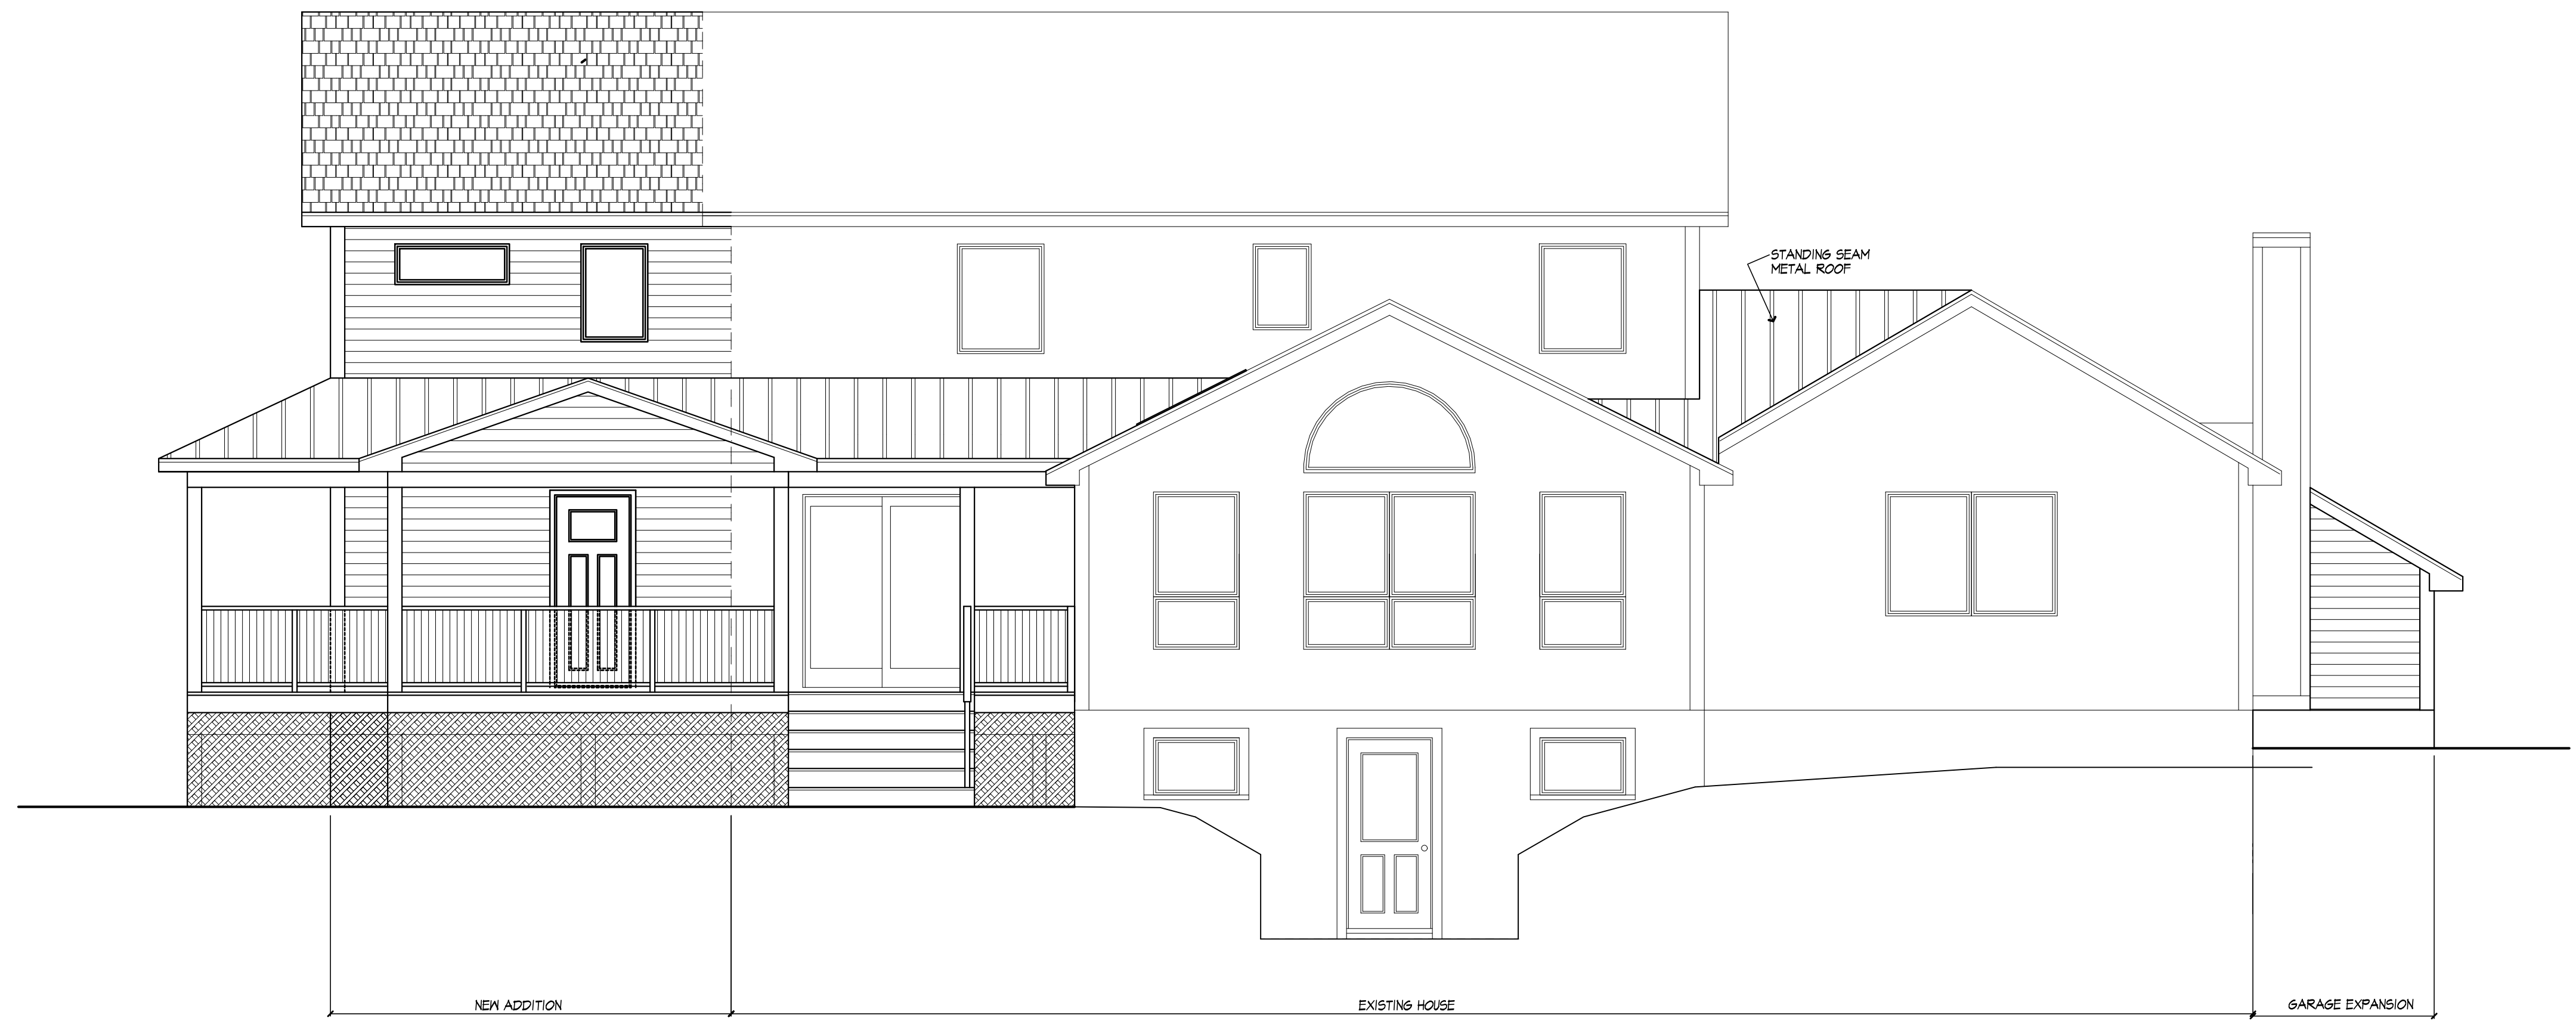 STANDING SEAM
METAL ROOF
NEW ADDITION
EXISTING HOUSE
GARAGE EXPANSION